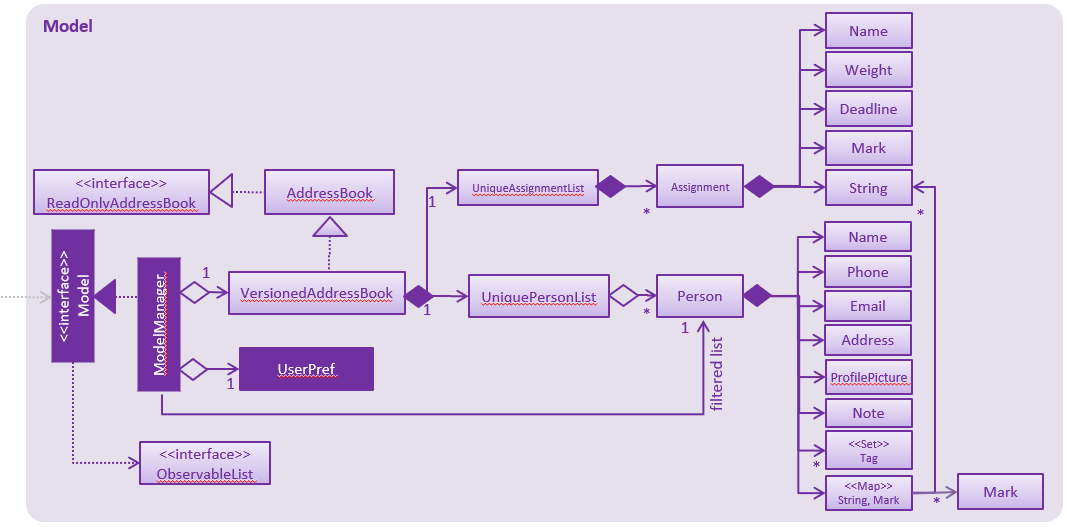 Model
Name
Weight
Deadline
Mark
String
*
<<interface>>
ReadOnlyAddressBook
AddressBook
1
UniqueAssignmentList
*
Assignment
<<interface>>
Model
ModelManager
1
VersionedAddressBook
1
UniquePersonList
*
Person
1
filtered list
1
UserPref
<<interface>>
ObservableList
Name
Phone
Email
Address
ProfilePicture
Note
<<Set>>
Tag
*
<<Map>>
String, Mark
*
Mark